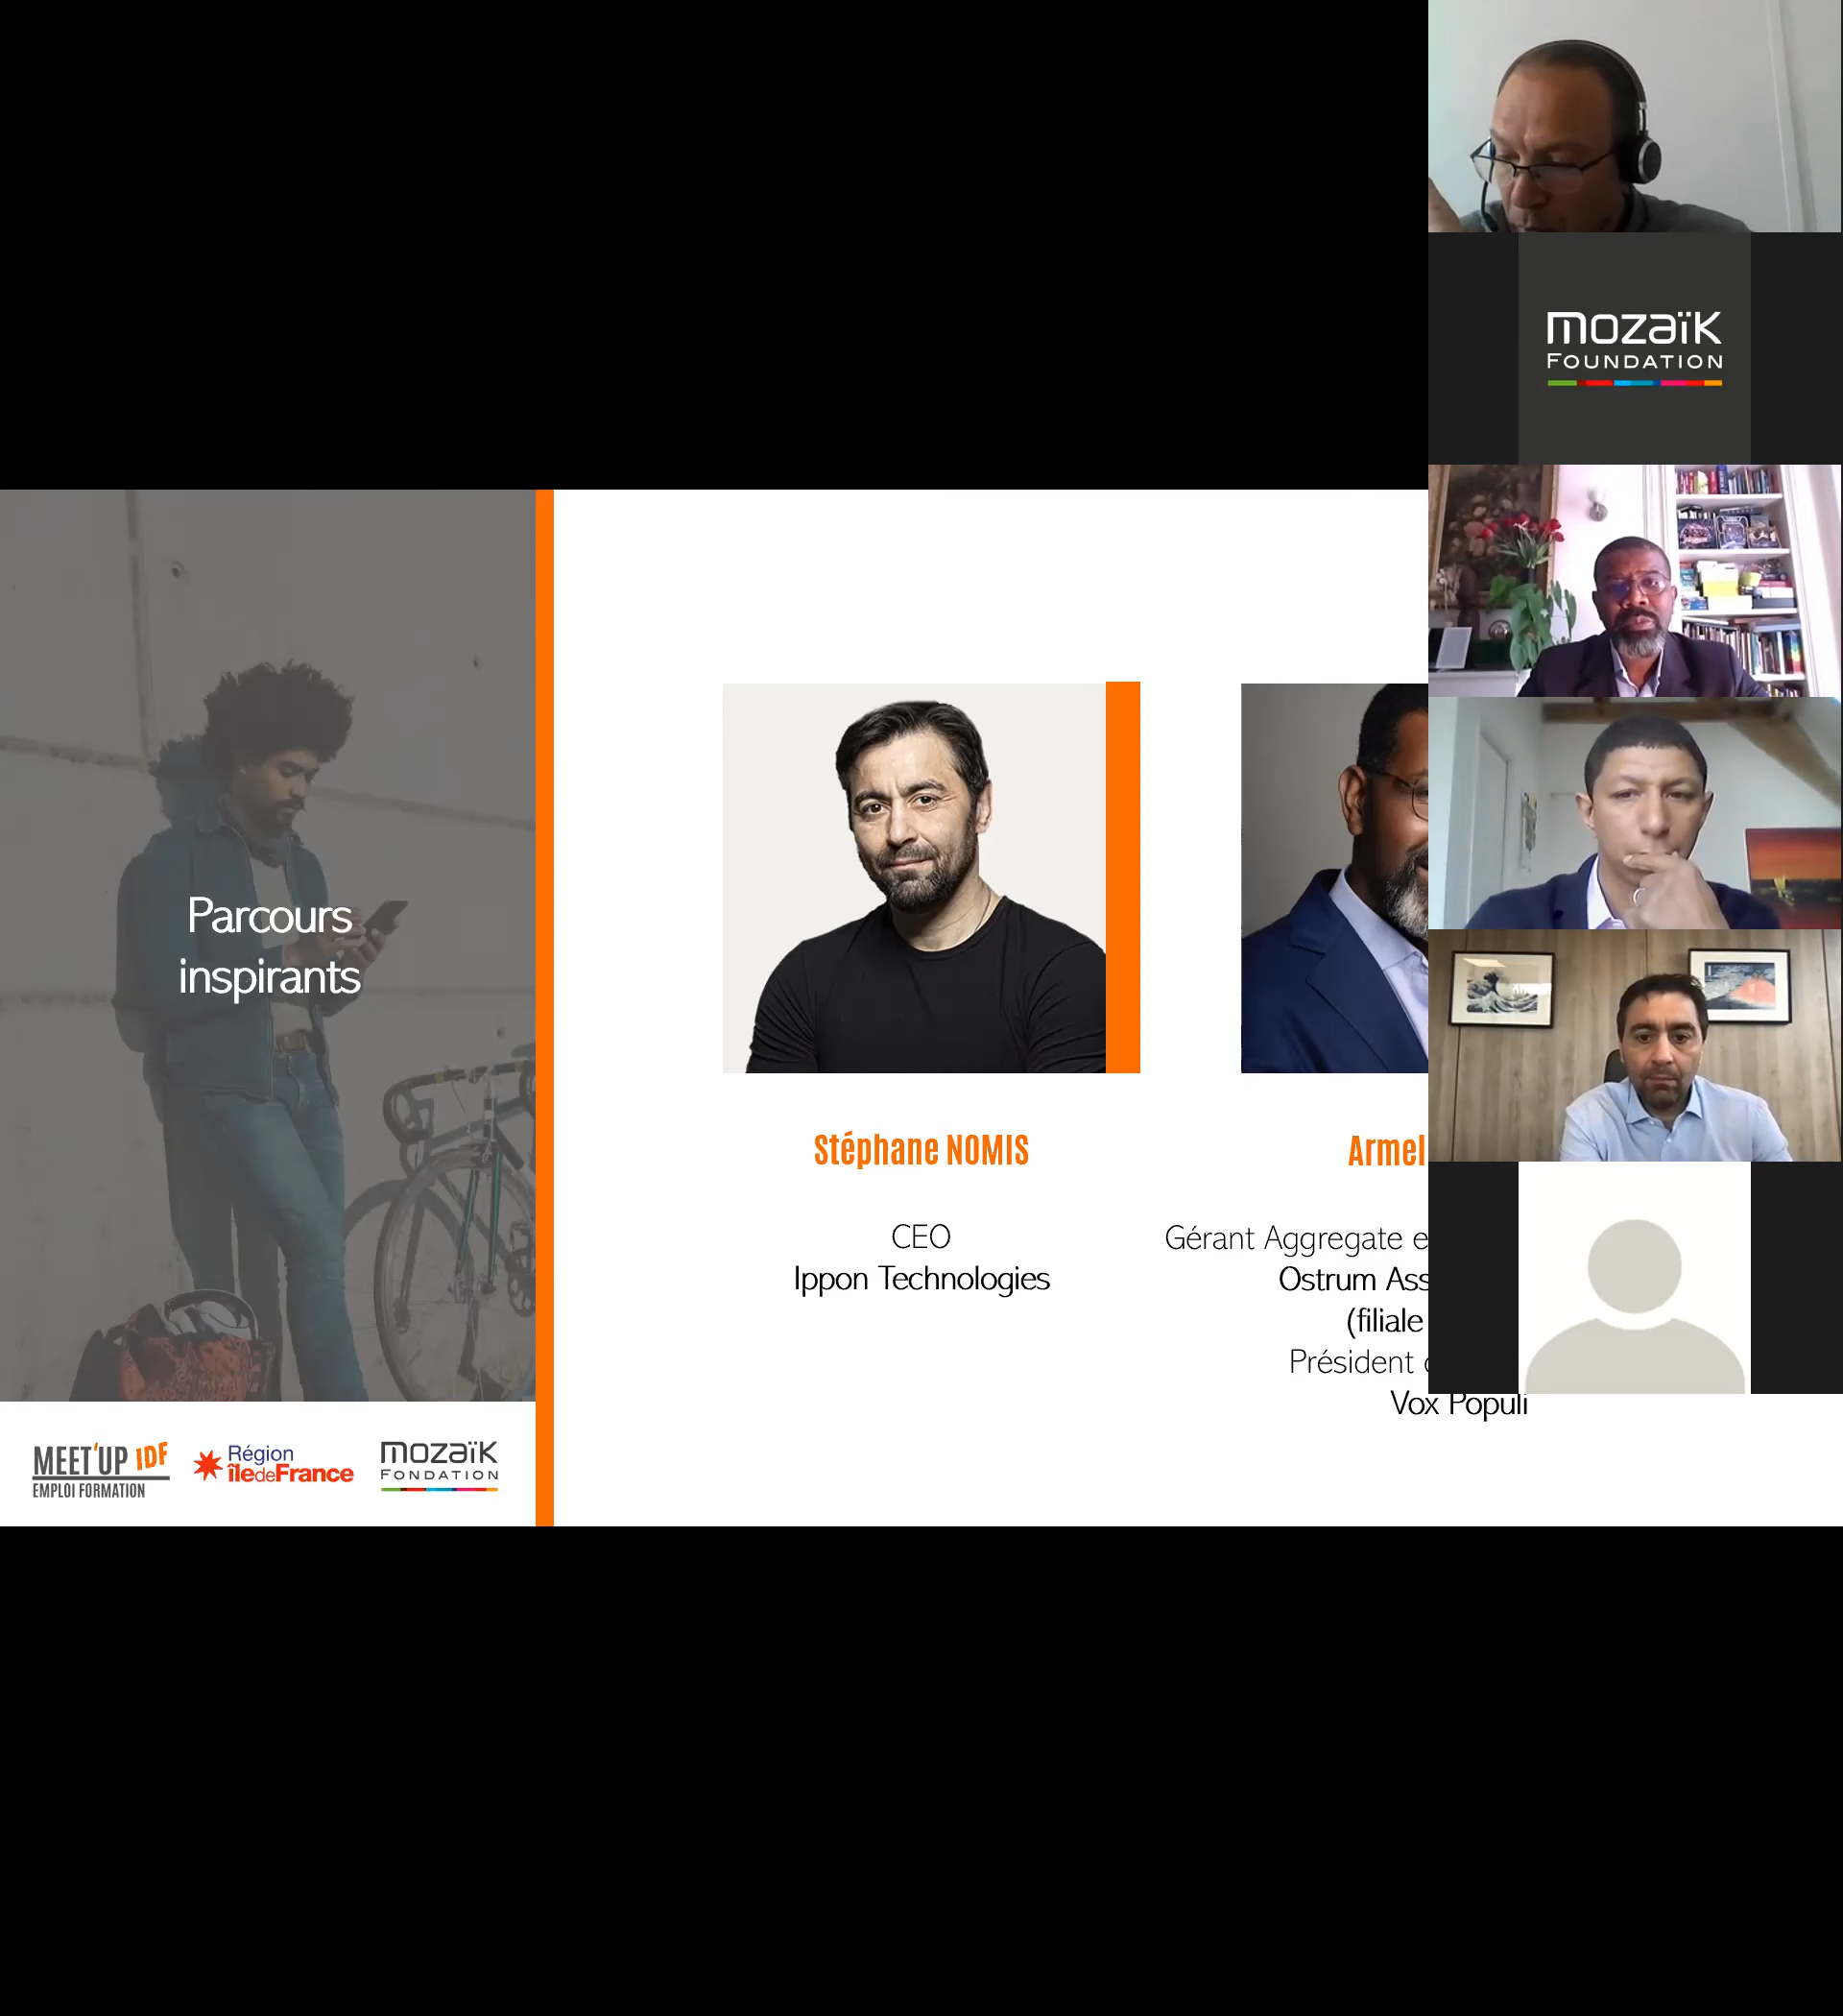 mozaïk
FOUNDATION
Parcours
inspirants
Stéphane NOMIS
CEO
Ippon Technologies
Armel
Gérant Aggregate
Ostrum
(filiale
Président
Vox Populi
MEET'UP IDF
EMPLOI FORMATION
Région
îledeFrance
mozaïk
FONDATION